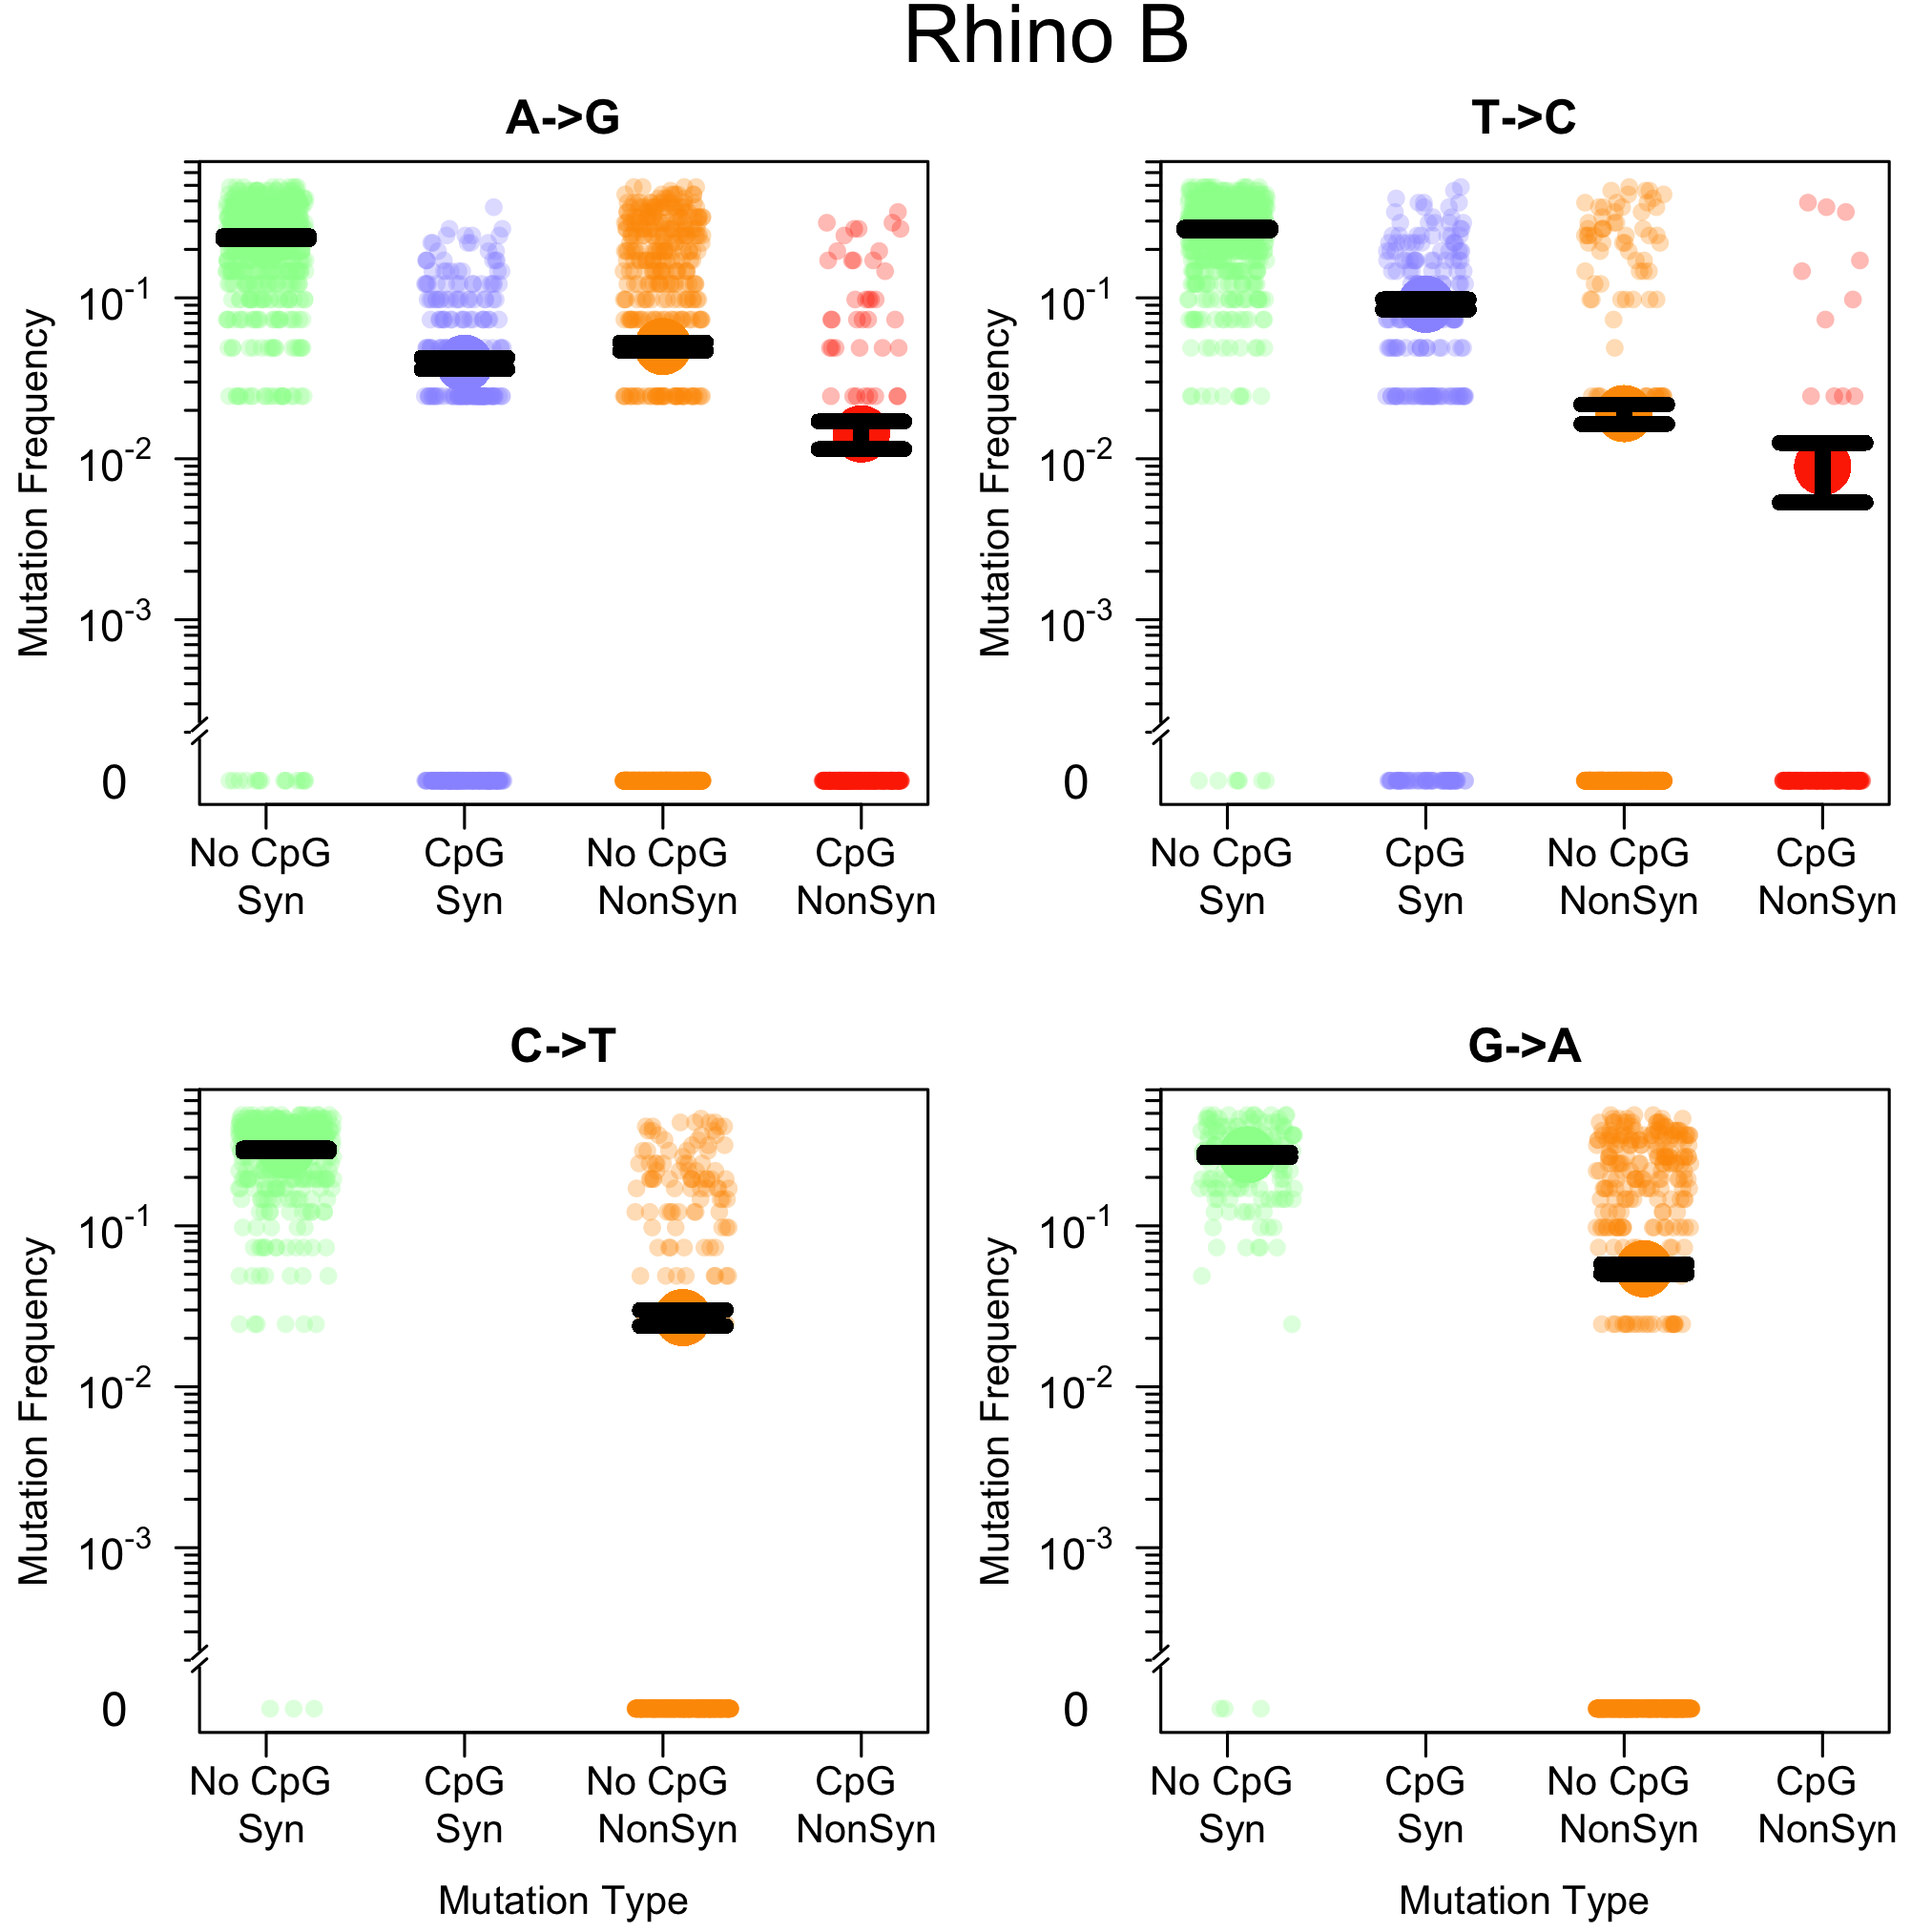 Rhino B
A->G
Mutation Frequency
10^-1
10^-2
10^-3
0
No CpG CpG No CpG CpG
Syn Syn NonSyn NonSyn
T->C
Mutation Frequency
10^-1
10^-2
10^-3
0
No CpG CpG No CpG CpG
Syn Syn NonSyn NonSyn
C->T
Mutation Frequency
10^-1
10^-2
10^-3
0
No CpG CpG No CpG CpG
Syn Syn NonSyn NonSyn
Mutation Type
G->A
Mutation Frequency
10^-1
10^-2
10^-3
0
No CpG CpG No CpG CpG
Syn Syn NonSyn NonSyn
Mutation Type